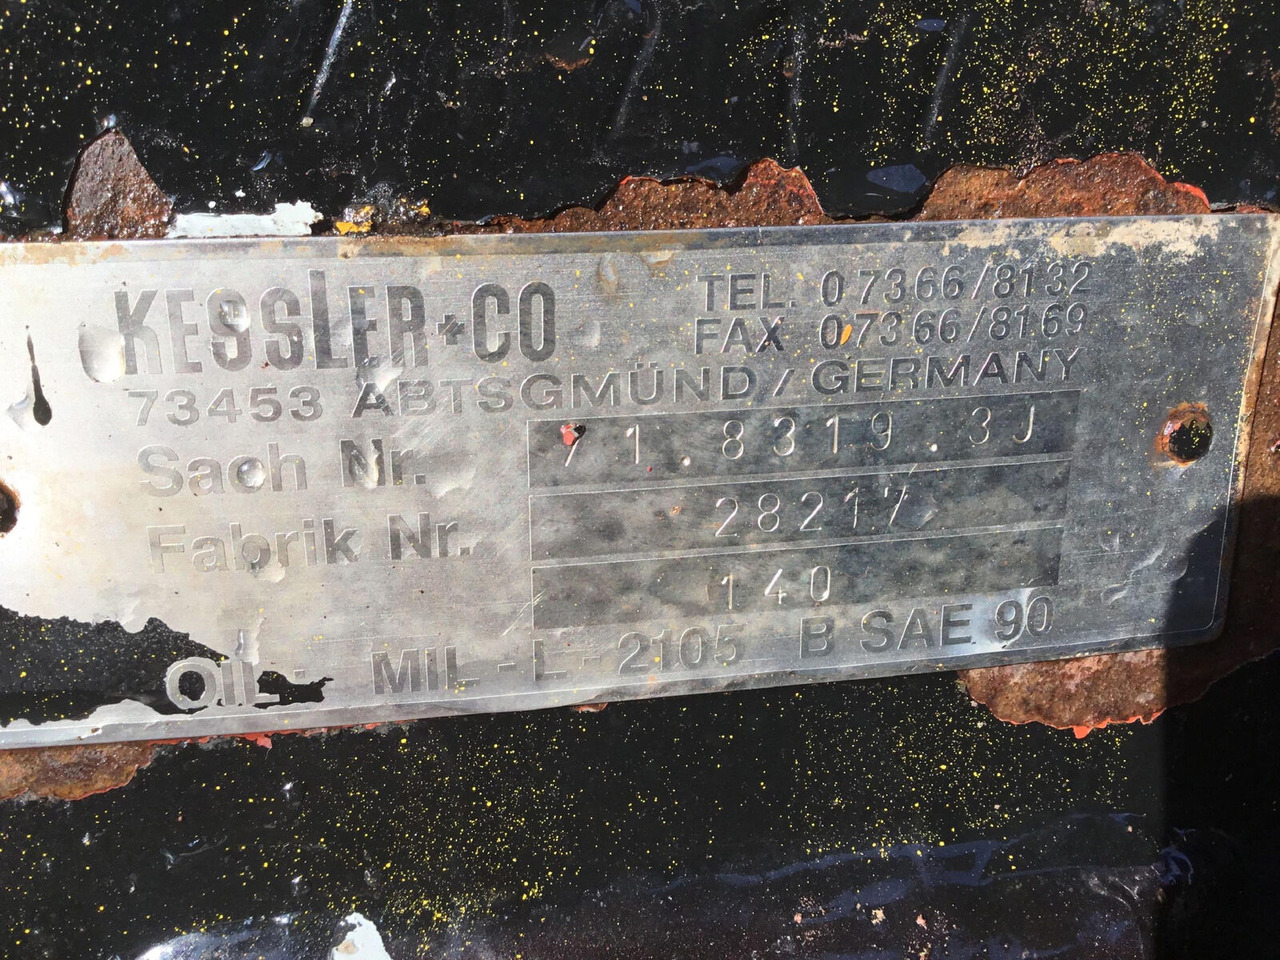 KESSLER+CO
TEL. 07366/8132
FAX 07366/8169
73453 ABTSGMÜND/GERMANY
Sach Nr. 71.8319.3J
Fabrik Nr. 28217
140
OIL- MIL-L-2105 B SAE 90